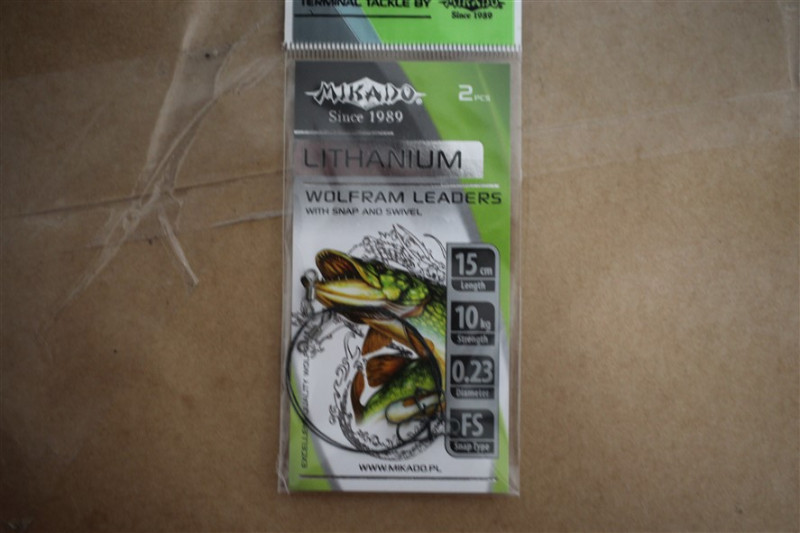 TERMINAL TACKLE BY MIKADO
Since 1989
MIKADO
Since 1989
2 PCS
LITHANIUM
WOLFRAM LEADERS
WITH SNAP AND SWIVEL
15 cm
Length
10 kg
Strength
0.23
Diameter
FS
Snap Type
WWW.MIKADO.PL